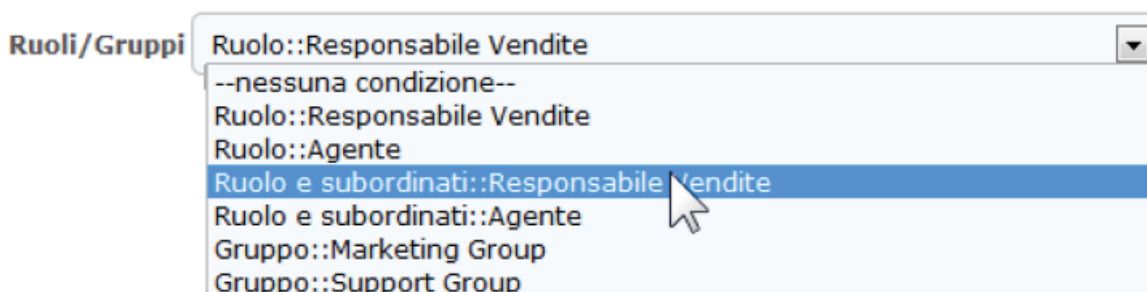 Ruoli/Gruppi Ruolo::Responsabile Vendite
--nessuna condizione--
Ruolo::Responsabile Vendite
Ruolo::Agente
Ruolo e subordinati::Responsabile Vendite
Ruolo e subordinati::Agente
Gruppo::Marketing Group
Gruppo::Support Group